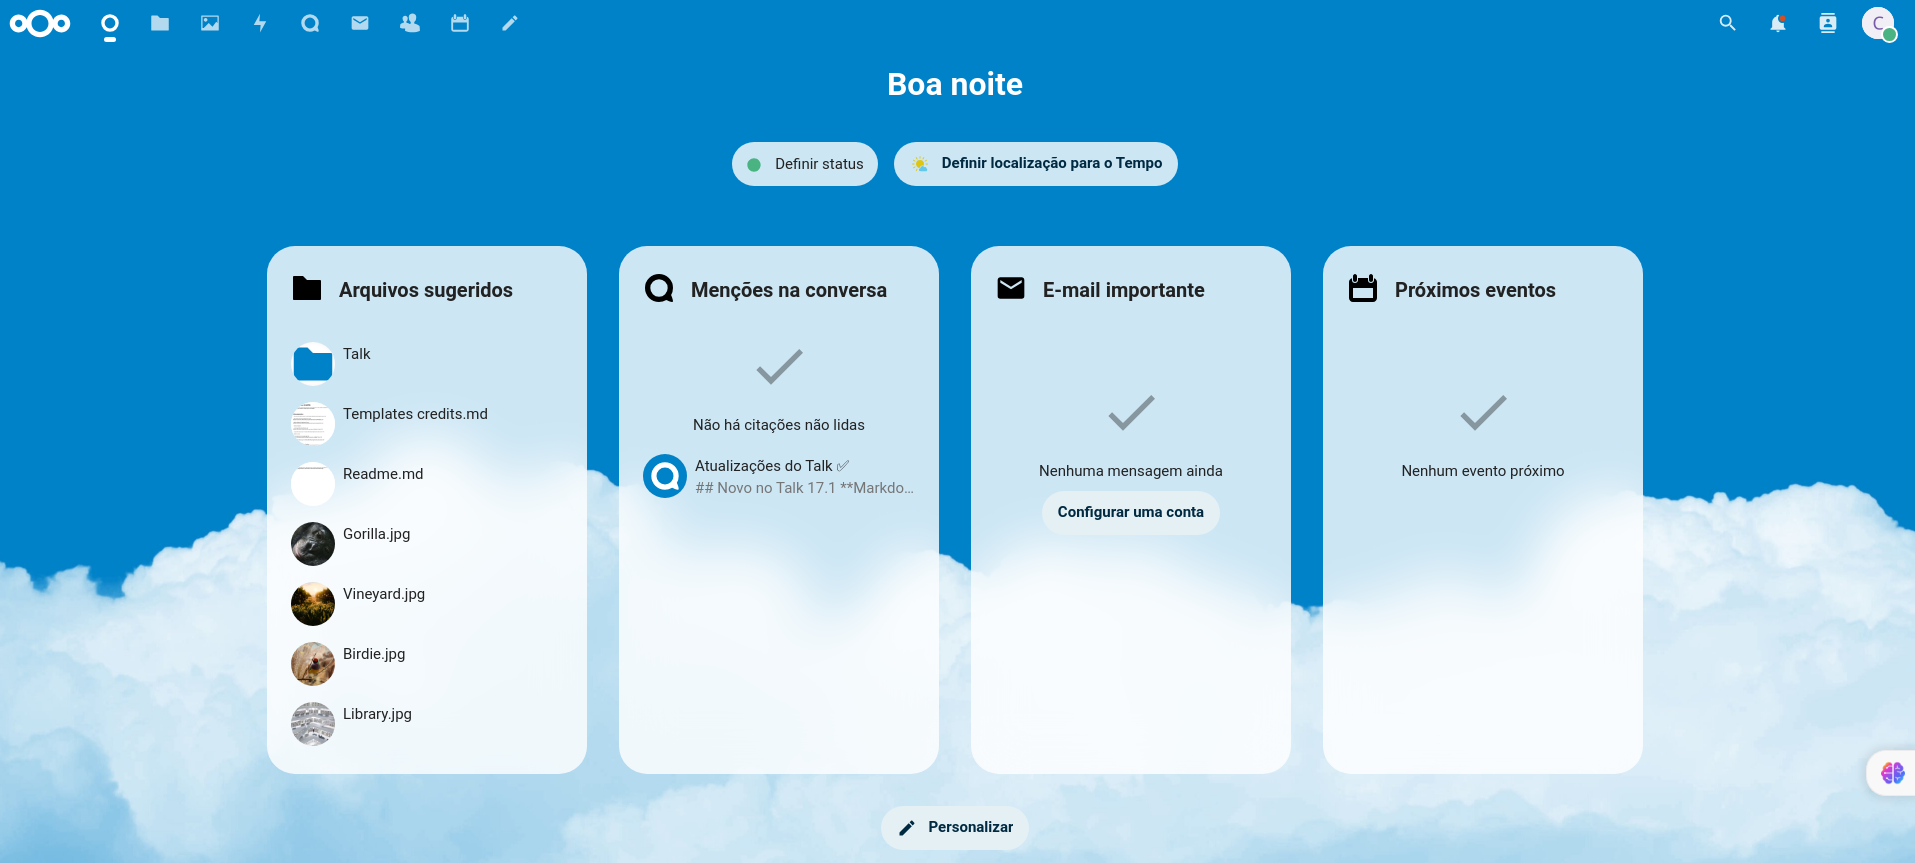 C
Boa noite
Definir status
Definir localização para o Tempo
Arquivos sugeridos
Talk
Templates credits.md
Readme.md
Gorilla.jpg
Vineyard.jpg
Birdie.jpg
Library.jpg
Menções na conversa
Não há citações não lidas
Atualizações do Talk ✅
## Novo no Talk 17.1 **Markdo...
E-mail importante
Nenhuma mensagem ainda
Configurar uma conta
Próximos eventos
Nenhum evento próximo
Personalizar